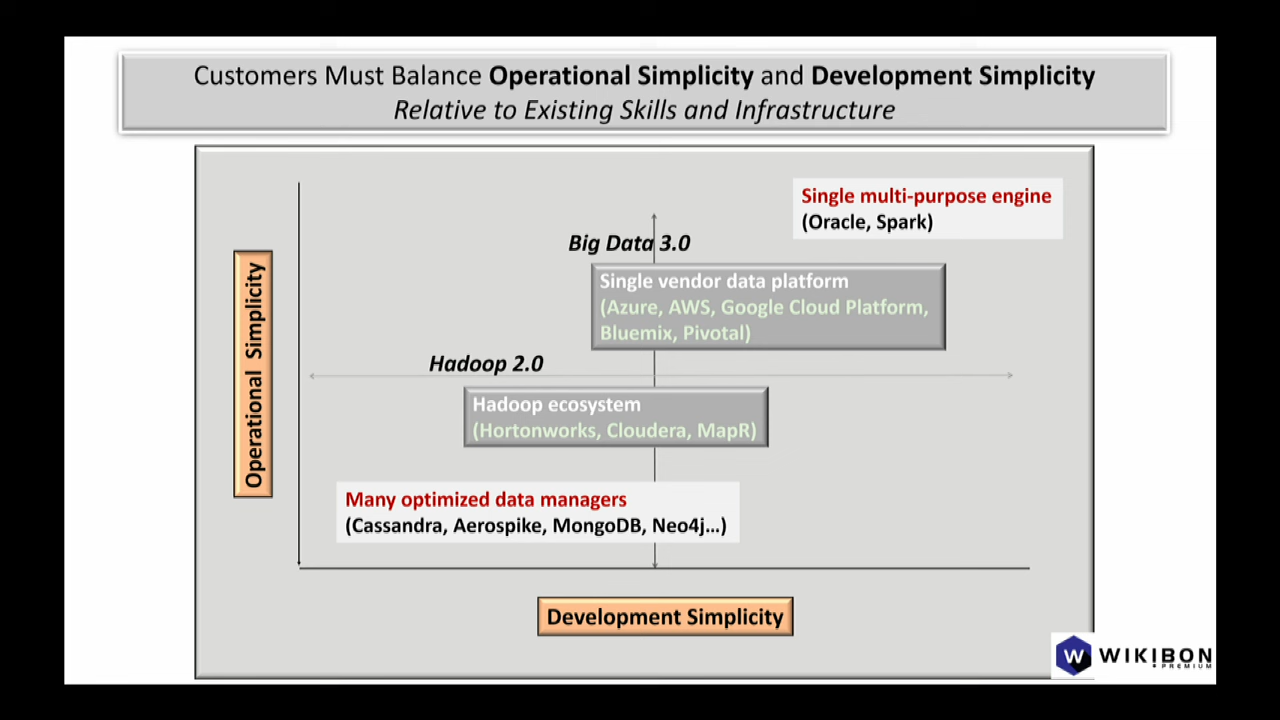 Customers Must Balance Operational Simplicity and Development Simplicity
Relative to Existing Skills and Infrastructure
Single multi-purpose engine
(Oracle, Spark)
Big Data 3.0
Single vendor data platform
(Azure, AWS, Google Cloud Platform,
Bluemix, Pivotal)
Operational Simplicity
Hadoop 2.0
Hadoop ecosystem
(Hortonworks, Cloudera, MapR)
Many optimized data managers
(Cassandra, Aerospike, MongoDB, Neo4j...)
Development Simplicity
W WIKIBON
PREMIUM